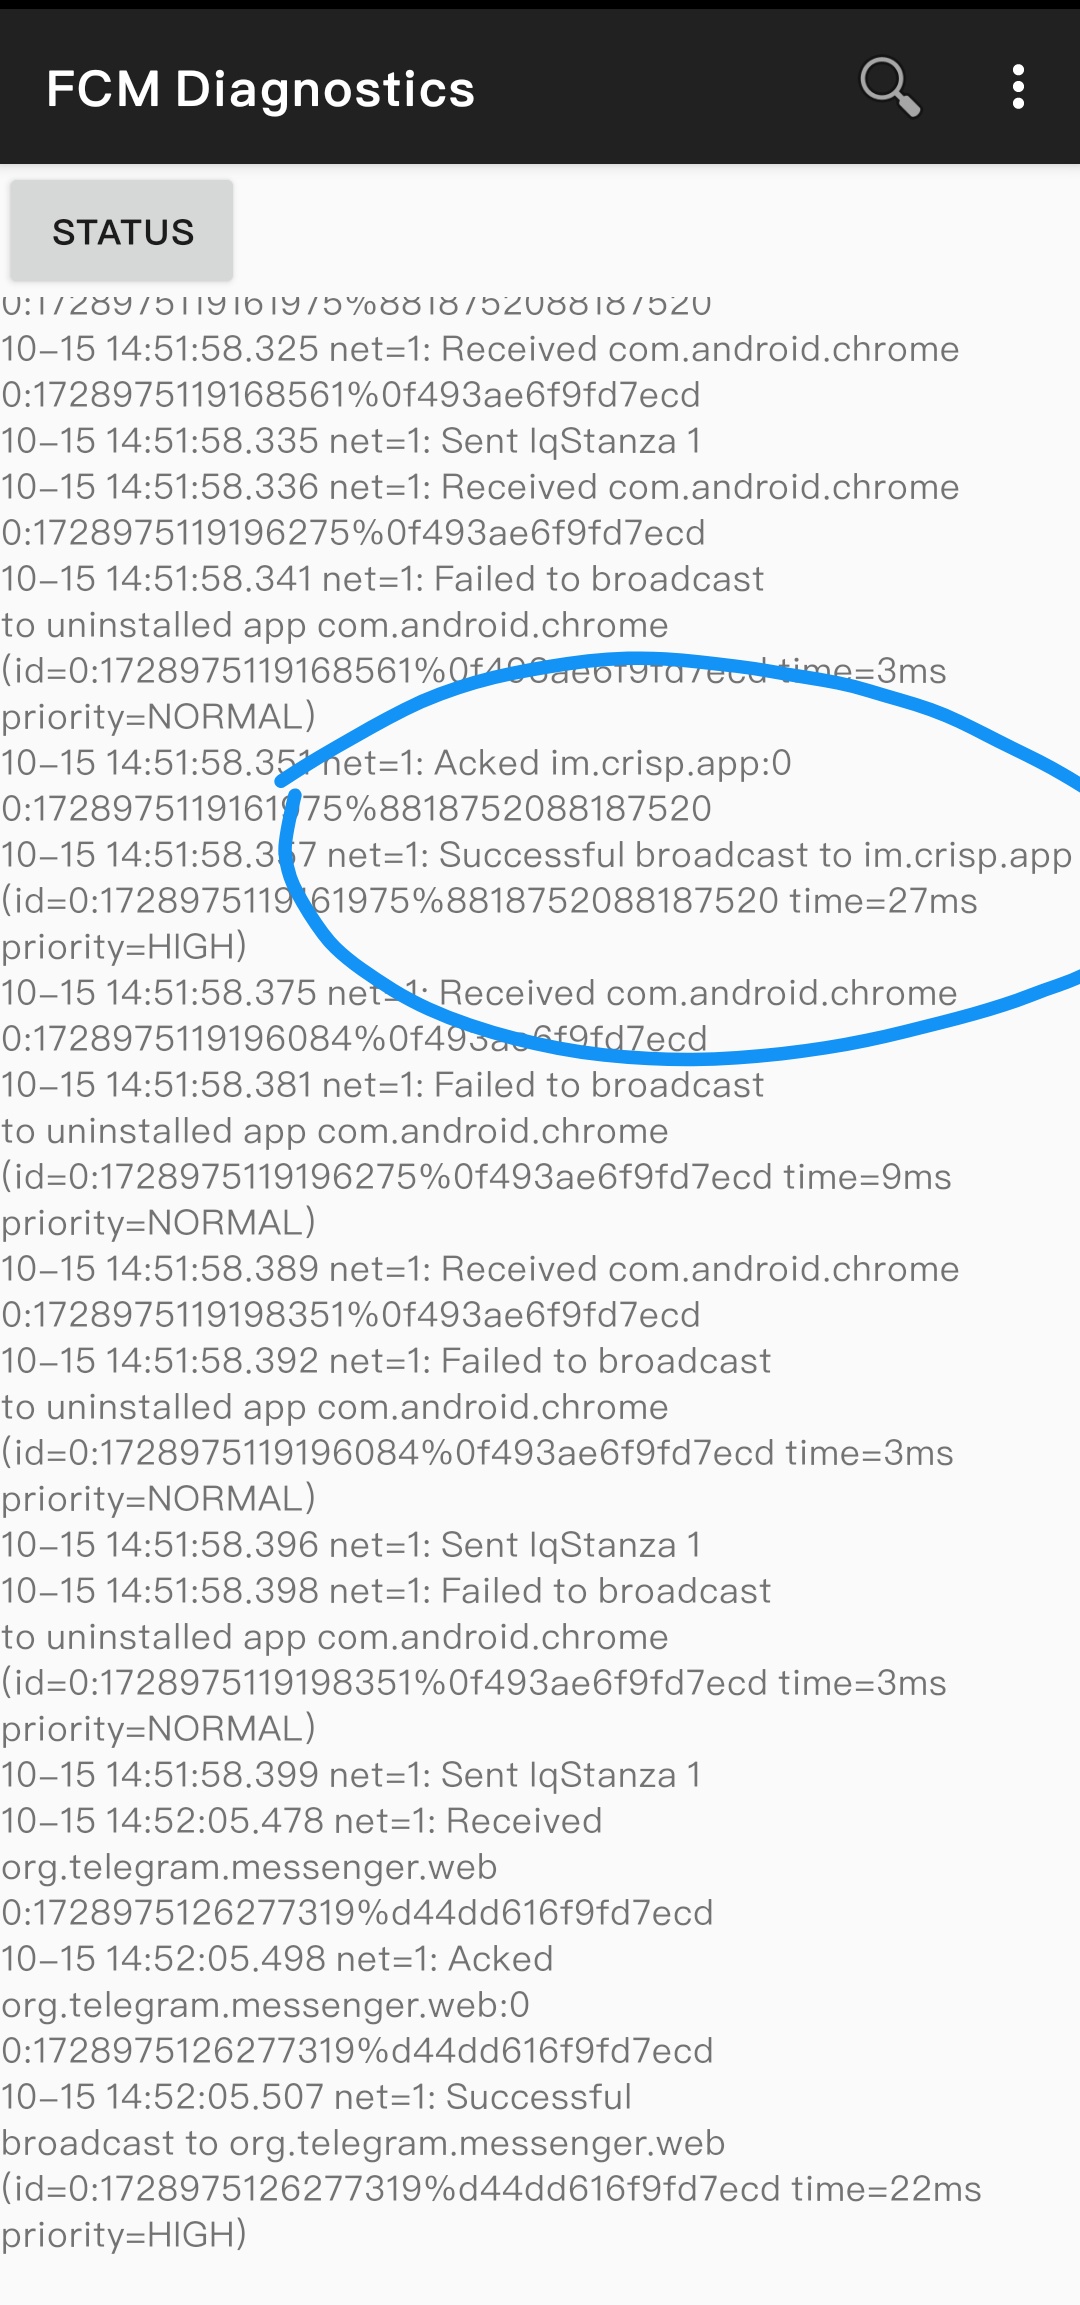 FCM Diagnostics
STATUS
0:1728975119161975%8818752088187520
10-15 14:51:58.325 net=1: Received com.android.chrome
0:1728975119168561%0f493ae6f9fd7ecd
10-15 14:51:58.335 net=1: Sent IqStanza 1
10-15 14:51:58.336 net=1: Received com.android.chrome
0:1728975119196275%0f493ae6f9fd7ecd
10-15 14:51:58.341 net=1: Failed to broadcast
to uninstalled app com.android.chrome
(id=0:1728975119168561%0f493ae6f9fd7ecd time=3ms
priority=NORMAL)
10-15 14:51:58.351 net=1: Acked im.crisp.app:0
0:1728975119161975%8818752088187520
10-15 14:51:58.357 net=1: Successful broadcast to im.crisp.app
(id=0:1728975119161975%8818752088187520 time=27ms
priority=HIGH)
10-15 14:51:58.375 net=1: Received com.android.chrome
0:1728975119196084%0f493ae6f9fd7ecd
10-15 14:51:58.381 net=1: Failed to broadcast
to uninstalled app com.android.chrome
(id=0:1728975119196275%0f493ae6f9fd7ecd time=9ms
priority=NORMAL)
10-15 14:51:58.389 net=1: Received com.android.chrome
0:1728975119198351%0f493ae6f9fd7ecd
10-15 14:51:58.392 net=1: Failed to broadcast
to uninstalled app com.android.chrome
(id=0:1728975119196084%0f493ae6f9fd7ecd time=3ms
priority=NORMAL)
10-15 14:51:58.396 net=1: Sent IqStanza 1
10-15 14:51:58.398 net=1: Failed to broadcast
to uninstalled app com.android.chrome
(id=0:1728975119198351%0f493ae6f9fd7ecd time=3ms
priority=NORMAL)
10-15 14:51:58.399 net=1: Sent IqStanza 1
10-15 14:52:05.478 net=1: Received
org.telegram.messenger.web
0:1728975126277319%d44dd616f9fd7ecd
10-15 14:52:05.498 net=1: Acked
org.telegram.messenger.web:0
0:1728975126277319%d44dd616f9fd7ecd
10-15 14:52:05.507 net=1: Successful
broadcast to org.telegram.messenger.web
(id=0:1728975126277319%d44dd616f9fd7ecd time=22ms
priority=HIGH)